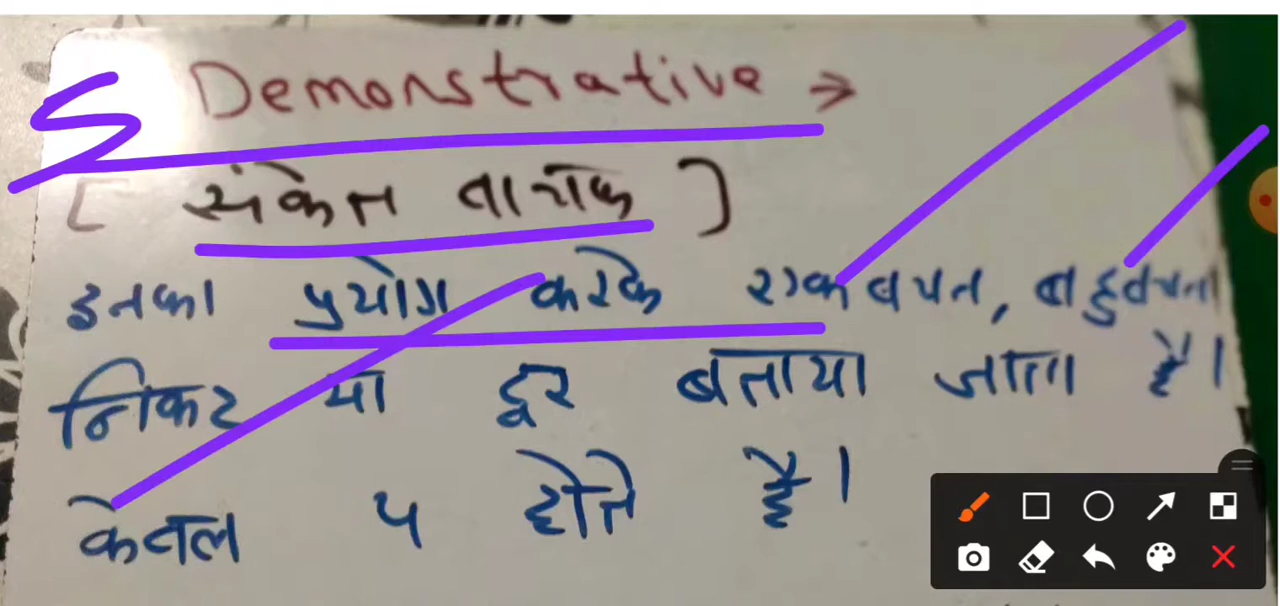 Demonstrative →
[ संकेत वाचक ]
इनका प्रयोग करके एकवचन, बहुवचन
निकट या दूर बताया जाता है।
केवल 4 होते है।